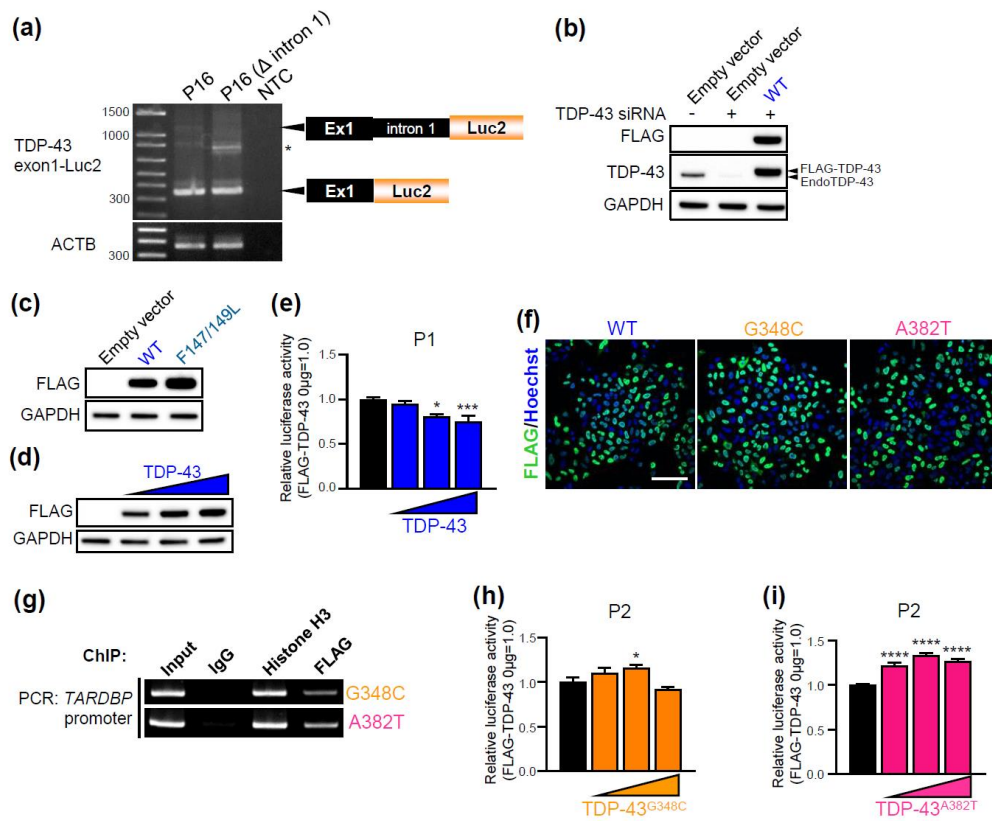 (a)
P16
P16 (Δ intron 1)
NTC
1500
1000
300
TDP-43
exon1-Luc2
Ex1 intron 1 Luc2
*
Ex1 Luc2
ACTB
300
(b)
Empty vector
Empty vector
WT
TDP-43 siRNA - + +
FLAG
TDP-43
FLAG-TDP-43
EndoTDP-43
GAPDH
(c)
Empty vector
WT
F147/149L
FLAG
GAPDH
(d)
TDP-43
FLAG
GAPDH
(e)
P1
Relative luciferase activity
(FLAG-TDP-43 0μg=1.0)
1.5
1.0
0.5
0.0
* ***
TDP-43
(f)
WT G348C A382T
FLAG/Hoechst
(g)
ChIP:
Input
IgG
Histone H3
FLAG
PCR: TARDBP
promoter
G348C
A382T
(h)
P2
Relative luciferase activity
(FLAG-TDP-43 0μg=1.0)
1.5
1.0
0.5
0.0
*
TDP-43G348C
(i)
P2
Relative luciferase activity
(FLAG-TDP-43 0μg=1.0)
1.5
1.0
0.5
0.0
**** **** ****
TDP-43A382T